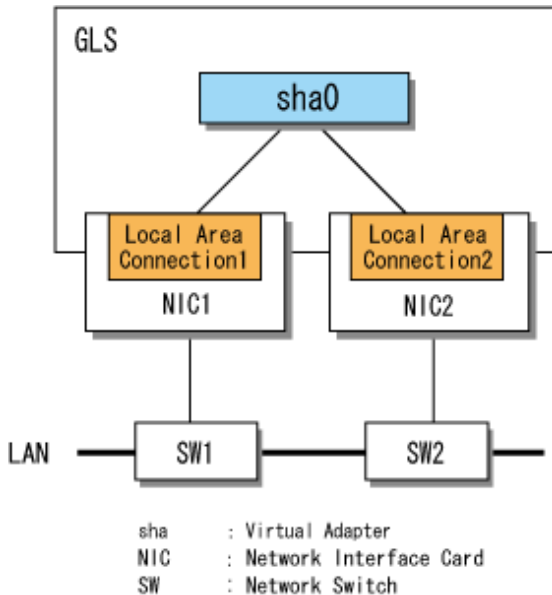 GLS
sha0
Local Area
Connection1
Local Area
Connection2
NIC1
NIC2
LAN
SW1
SW2
sha : Virtual Adapter
NIC : Network Interface Card
SW : Network Switch